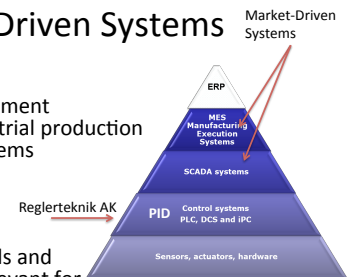 Driven Systems
Market-Driven
Systems
ment
trial production
ems
ERP
MES
Manufacturing
Execution
Systems
SCADA systems
Reglerteknik AK
PID
Control systems
PLC, DCS and iPC
ls and
evant for
Sensors, actuators, hardware